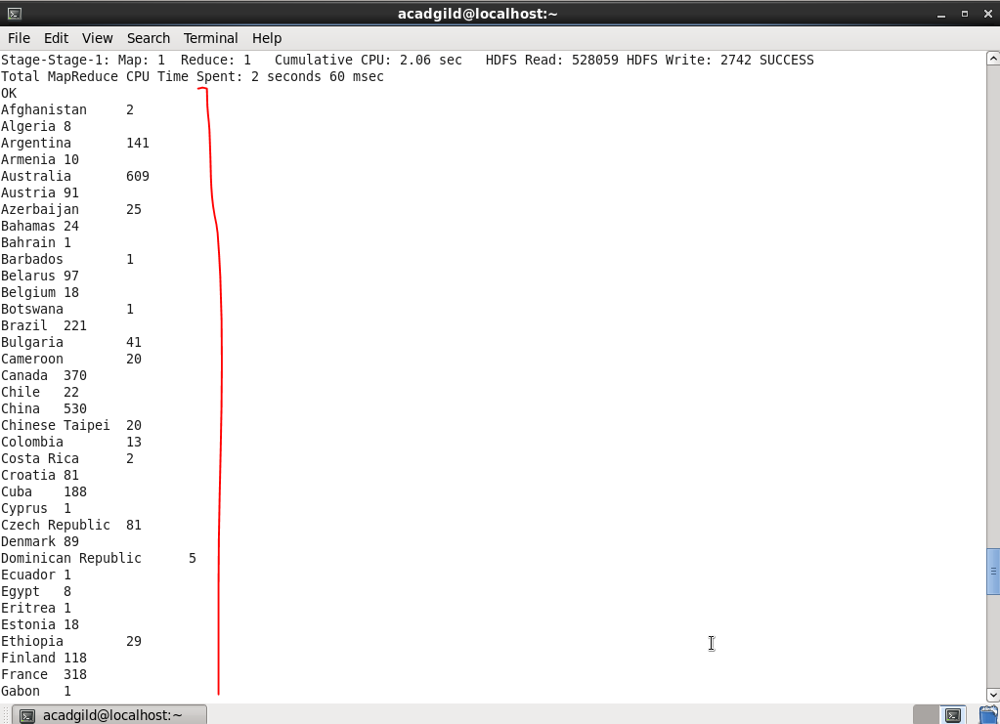 acadgild@localhost:~
File Edit View Search Terminal Help
Stage-Stage-1: Map: 1  Reduce: 1   Cumulative CPU: 2.06 sec   HDFS Read: 528059 HDFS Write: 2742 SUCCESS
Total MapReduce CPU Time Spent: 2 seconds 60 msec
OK
Afghanistan     2
Algeria 8
Argentina       141
Armenia 10
Australia       609
Austria 91
Azerbaijan      25
Bahamas 24
Bahrain 1
Barbados        1
Belarus 97
Belgium 18
Botswana        1
Brazil  221
Bulgaria        41
Cameroon        20
Canada  370
Chile   22
China   530
Chinese Taipei  20
Colombia        13
Costa Rica      2
Croatia 81
Cuba    188
Cyprus  1
Czech Republic  81
Denmark 89
Dominican Republic      5
Ecuador 1
Egypt   8
Eritrea 1
Estonia 18
Ethiopia        29
Finland 118
France  318
Gabon   1
acadgild@localhost:~